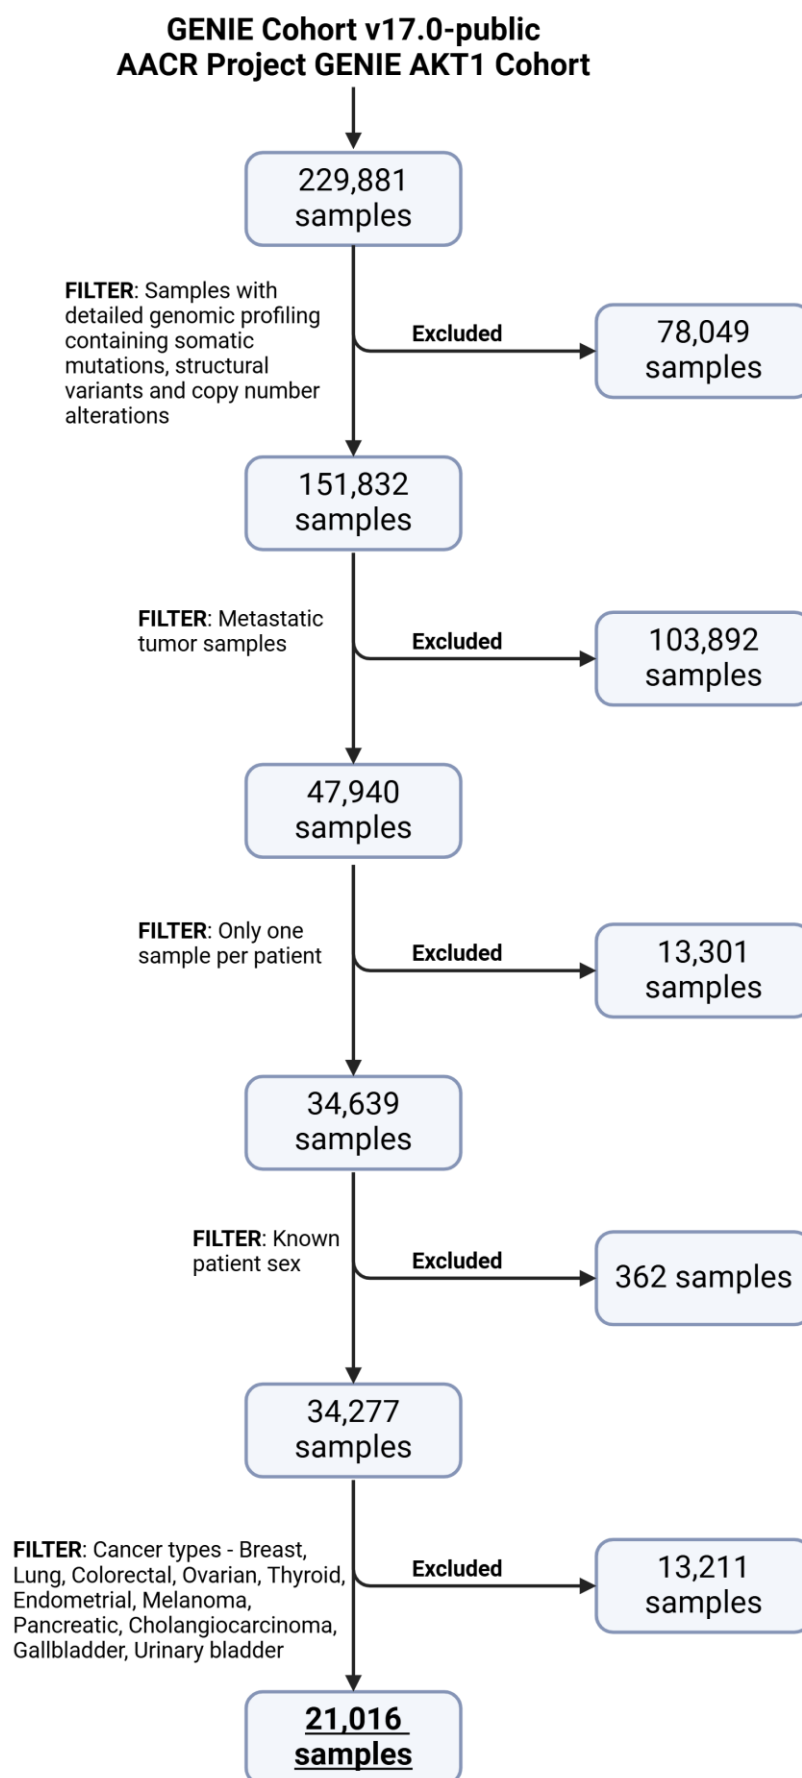 GENIE Cohort v17.0-public
AACR Project GENIE AKT1 Cohort
229,881
samples
FILTER: Samples with
detailed genomic profiling
containing somatic
mutations, structural
variants and copy number
alterations
Excluded
78,049
samples
151,832
samples
FILTER: Metastatic
tumor samples
Excluded
103,892
samples
47,940
samples
FILTER: Only one
sample per patient
Excluded
13,301
samples
34,639
samples
FILTER: Known
patient sex
Excluded
362 samples
34,277
samples
FILTER: Cancer types - Breast,
Lung, Colorectal, Ovarian, Thyroid,
Endometrial, Melanoma,
Pancreatic, Cholangiocarcinoma,
Gallbladder, Urinary bladder
Excluded
13,211
samples
21,016
samples